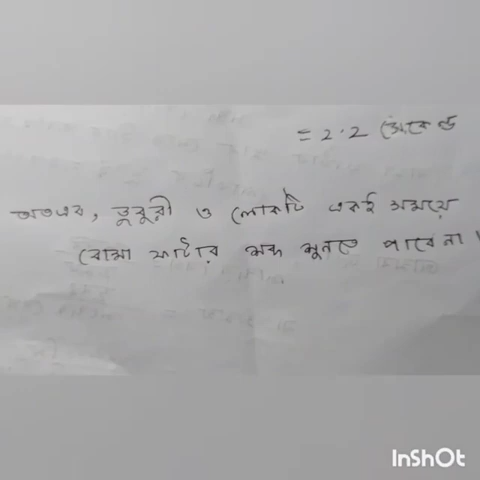 = 2.2 সেকেন্ড
অতএব, ডুবুরী ও লোকটি একই সময়ে
বোমা ফাটার শব্দ শুনতে পাবেনা।
InShOt